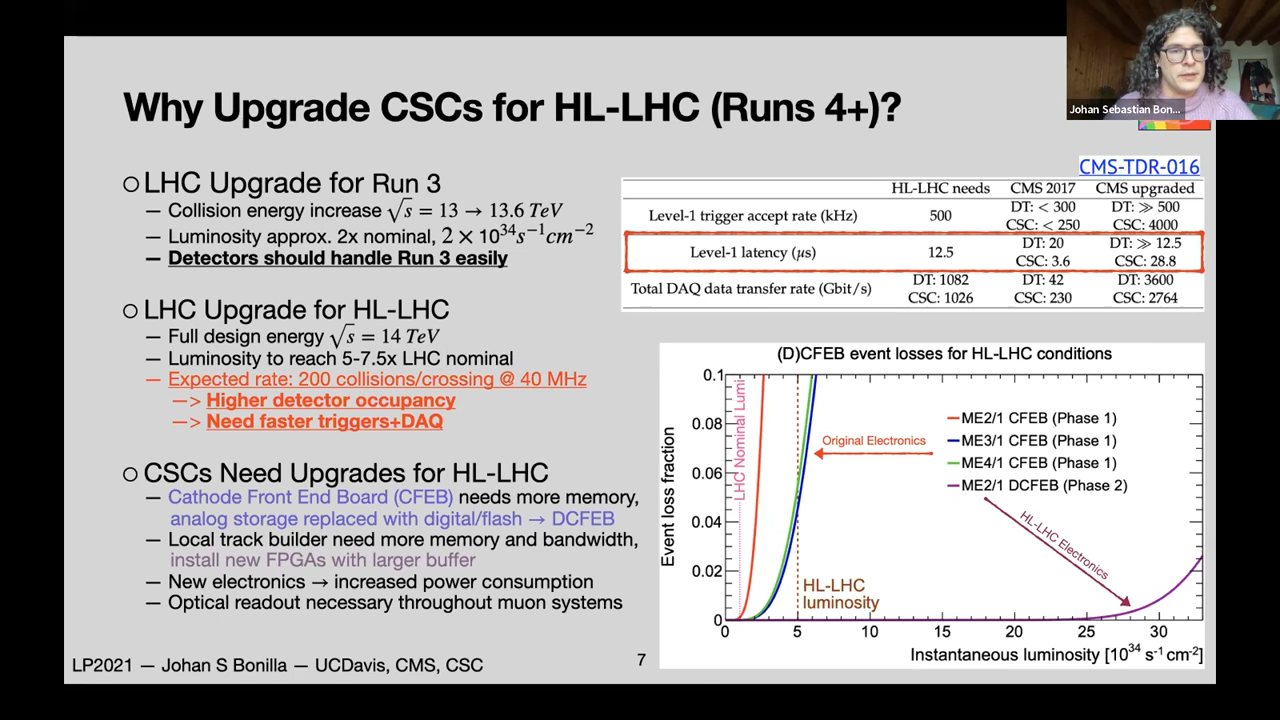 Johan Sebastian Bon...
Why Upgrade CSCs for HL-LHC (Runs 4+)?
LHC Upgrade for Run 3
— Collision energy increase √s = 13 → 13.6 TeV
— Luminosity approx. 2x nominal, 2 × 10³⁴s⁻¹cm⁻²
— Detectors should handle Run 3 easily
LHC Upgrade for HL-LHC
— Full design energy √s = 14 TeV
— Luminosity to reach 5-7.5x LHC nominal
— Expected rate: 200 collisions/crossing @ 40 MHz
—> Higher detector occupancy
—> Need faster triggers+DAQ
CSCs Need Upgrades for HL-LHC
— Cathode Front End Board (CFEB) needs more memory,
analog storage replaced with digital/flash → DCFEB
— Local track builder need more memory and bandwidth,
install new FPGAs with larger buffer
— New electronics → increased power consumption
— Optical readout necessary throughout muon systems
LP2021 — Johan S Bonilla — UCDavis, CMS, CSC
7
CMS-TDR-016
HL-LHC needs CMS 2017 CMS upgraded
Level-1 trigger accept rate (kHz) 500 DT: < 300 DT: ≫ 500
CSC: < 250 CSC: 4000
Level-1 latency (μs) 12.5 DT: 20 DT: ≫ 12.5
CSC: 3.6 CSC: 28.8
Total DAQ data transfer rate (Gbit/s) DT: 1082 DT: 42 DT: 3600
CSC: 1026 CSC: 230 CSC: 2764
(D)CFEB event losses for HL-LHC conditions
Event loss fraction
0.1
0.08
0.06
0.04
0.02
0
LHC Nominal Lumi
Original Electronics
ME2/1 CFEB (Phase 1)
ME3/1 CFEB (Phase 1)
ME4/1 CFEB (Phase 1)
ME2/1 DCFEB (Phase 2)
HL-LHC Electronics
HL-LHC
luminosity
0 5 10 15 20 25 30
Instantaneous luminosity [10³⁴ s⁻¹ cm⁻²]